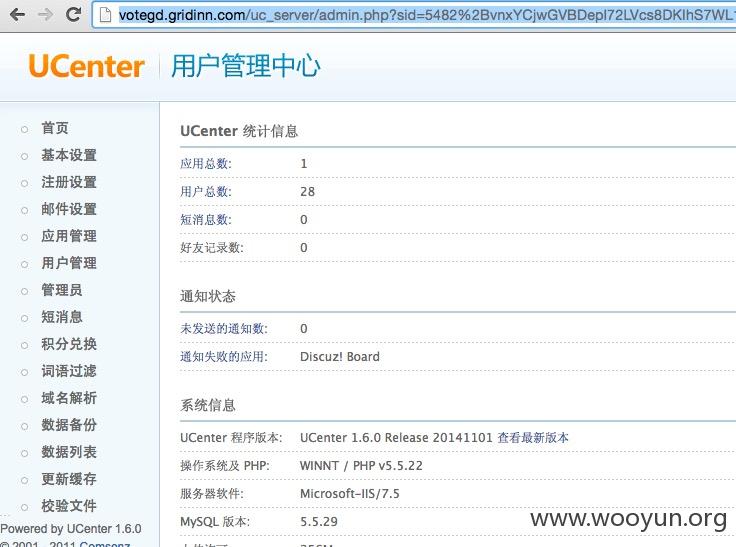 votegd.gridinn.com/uc_server/admin.php?sid=5482%2BvnxYCjwGVBDepI72LVcs8DKIhS7WL
UCenter 用户管理中心
首页
基本设置
注册设置
邮件设置
应用管理
用户管理
管理员
短消息
积分兑换
词语过滤
域名解析
数据备份
数据列表
更新缓存
校验文件
Powered by UCenter 1.6.0
© 2001 - 2011 Comsenz
UCenter 统计信息
应用总数: 1
用户总数: 28
短消息数: 0
好友记录数: 0
通知状态
未发送的通知数: 0
通知失败的应用: Discuz! Board
系统信息
UCenter 程序版本: UCenter 1.6.0 Release 20141101 查看最新版本
操作系统及 PHP: WINNT / PHP v5.5.22
服务器软件: Microsoft-IIS/7.5
MySQL 版本: 5.5.29
www.wooyun.org